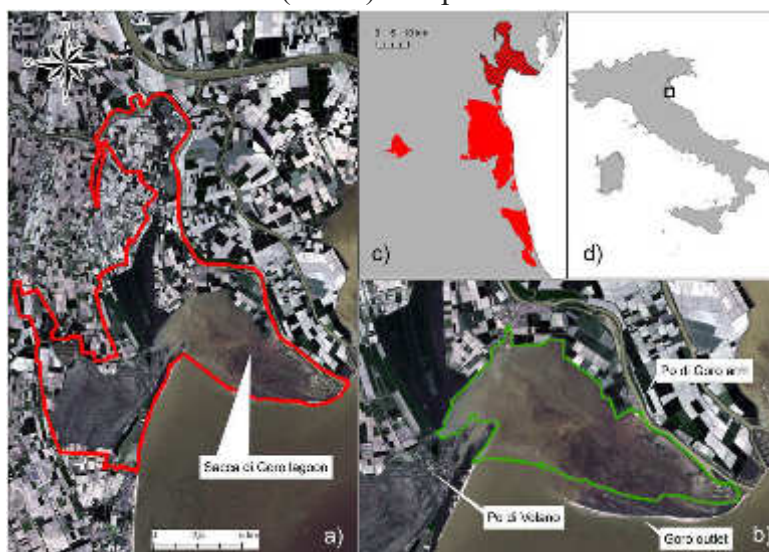 c)
d)
Sacca di Goro lagoon
a)
Po di Goro arm
Po di Volano
Goro outlet
b)